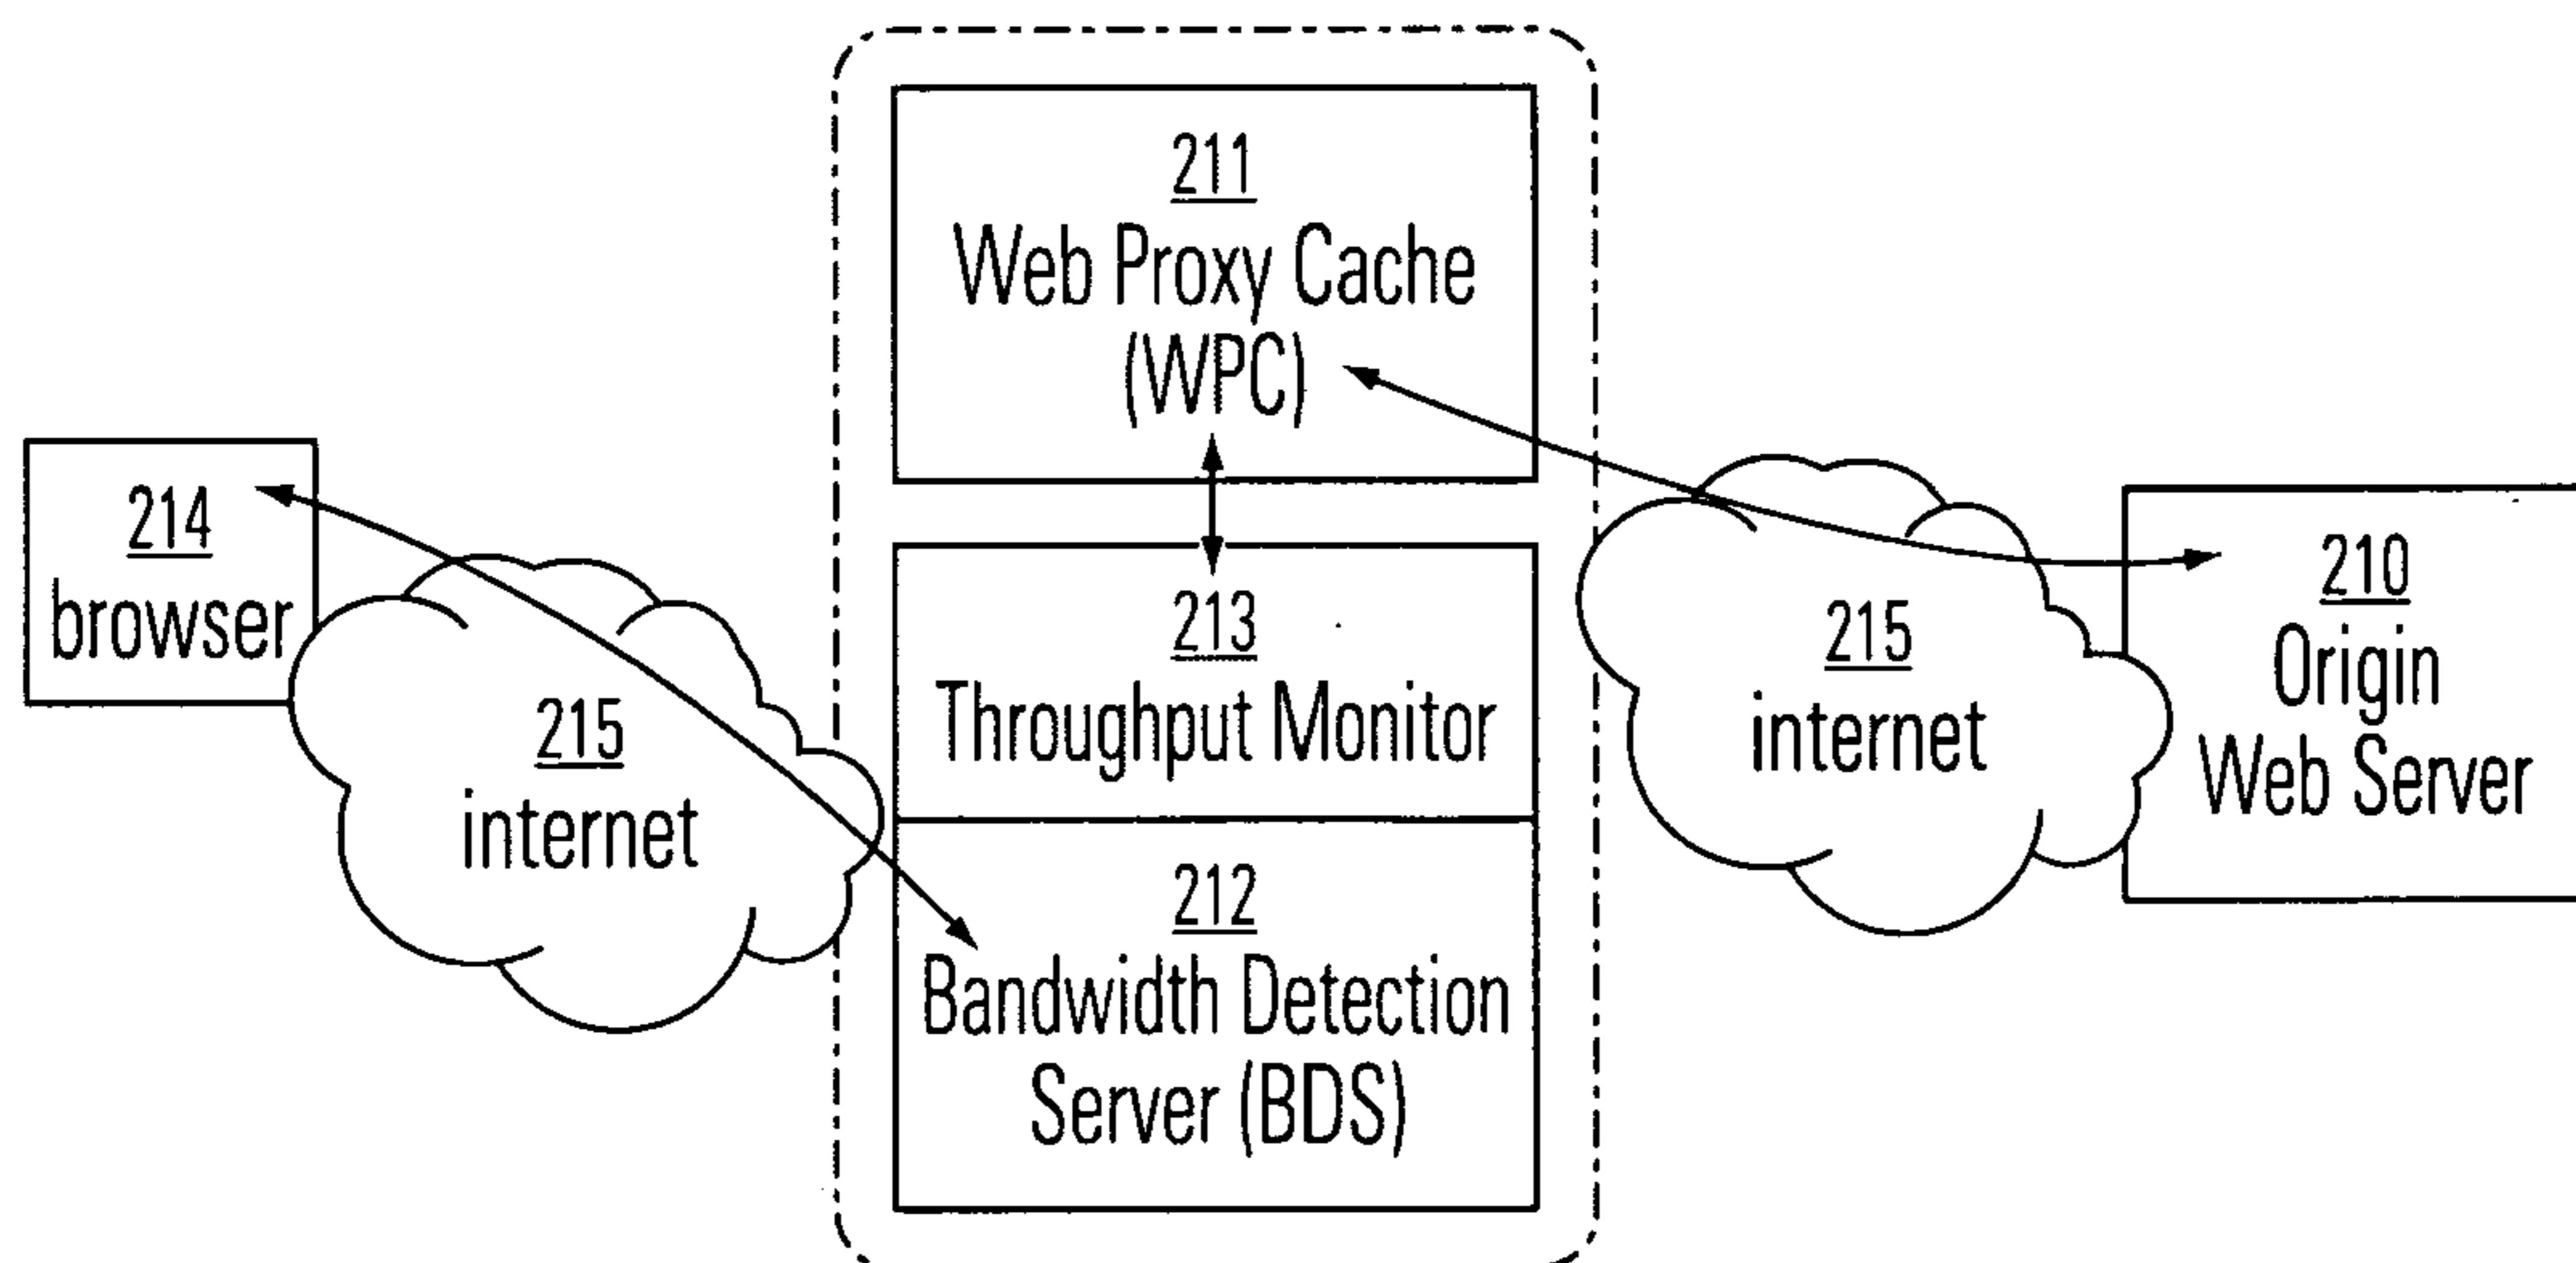 211
Web Proxy Cache
(WPC)
214
browser
215
internet
213
Throughput Monitor
212
Bandwidth Detection
Server (BDS)
215
internet
210
Origin
Web Server